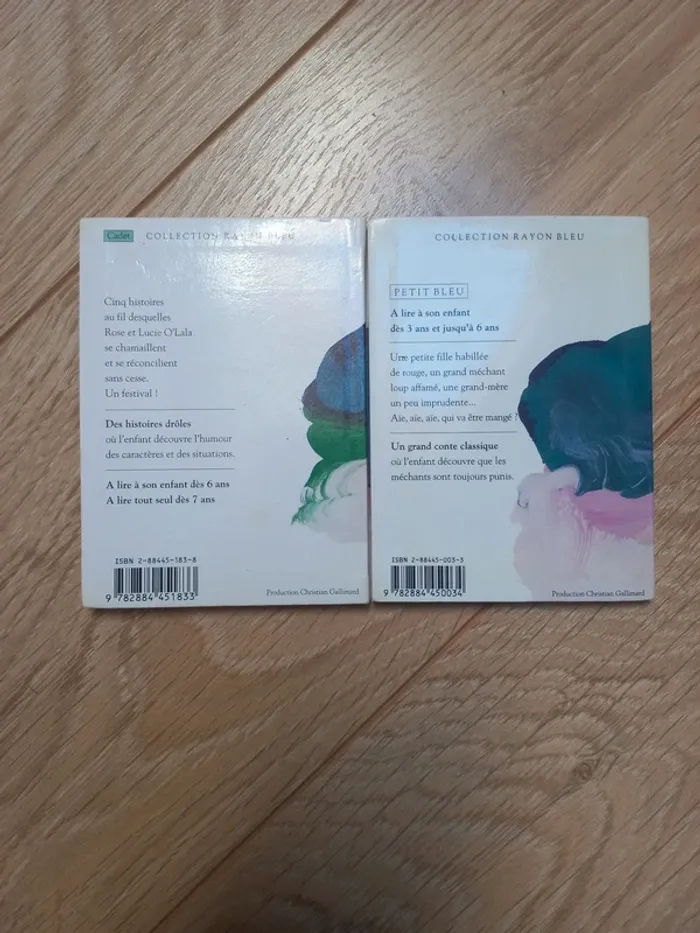 Cadet COLLECTION RAYON BLEU
Cinq histoires
au fil desquelles
Rose et Lucie O'Lala
se chamaillent
et se réconcilient
sans cesse.
Un festival !
Des histoires drôles
où l'enfant découvre l'humour
des caractères et des situations.
A lire à son enfant dès 6 ans
A lire tout seul dès 7 ans
ISBN 2-88445-183-8
9 782884 451833
Production Christian Gallimard
COLLECTION RAYON BLEU
PETIT BLEU
A lire à son enfant
dès 3 ans et jusqu'à 6 ans
Une petite fille habillée
de rouge, un grand méchant
loup affamé, une grand-mère
un peu imprudente...
Aïe, aïe, aïe, qui va être mangé ?
Un grand conte classique
où l'enfant découvre que les
méchants sont toujours punis.
ISBN 2-88445-003-3
9 782884 450034
Production Christian Gallimard